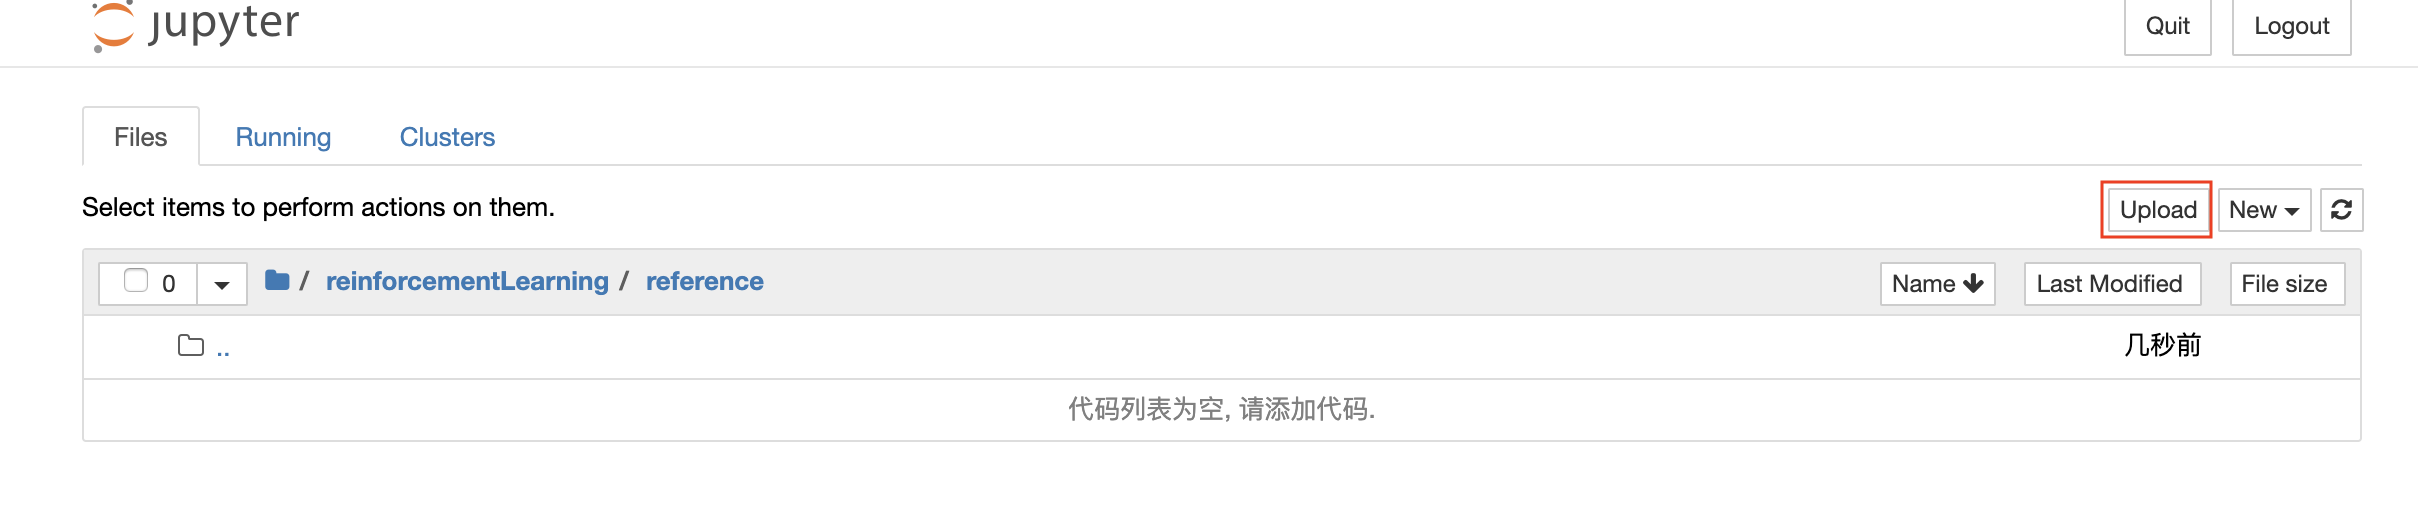 jupyter
Quit Logout
Files Running Clusters
Select items to perform actions on them.
Upload New
0 / reinforcementLearning / reference Name Last Modified File size
.. 几秒前
代码列表为空, 请添加代码.